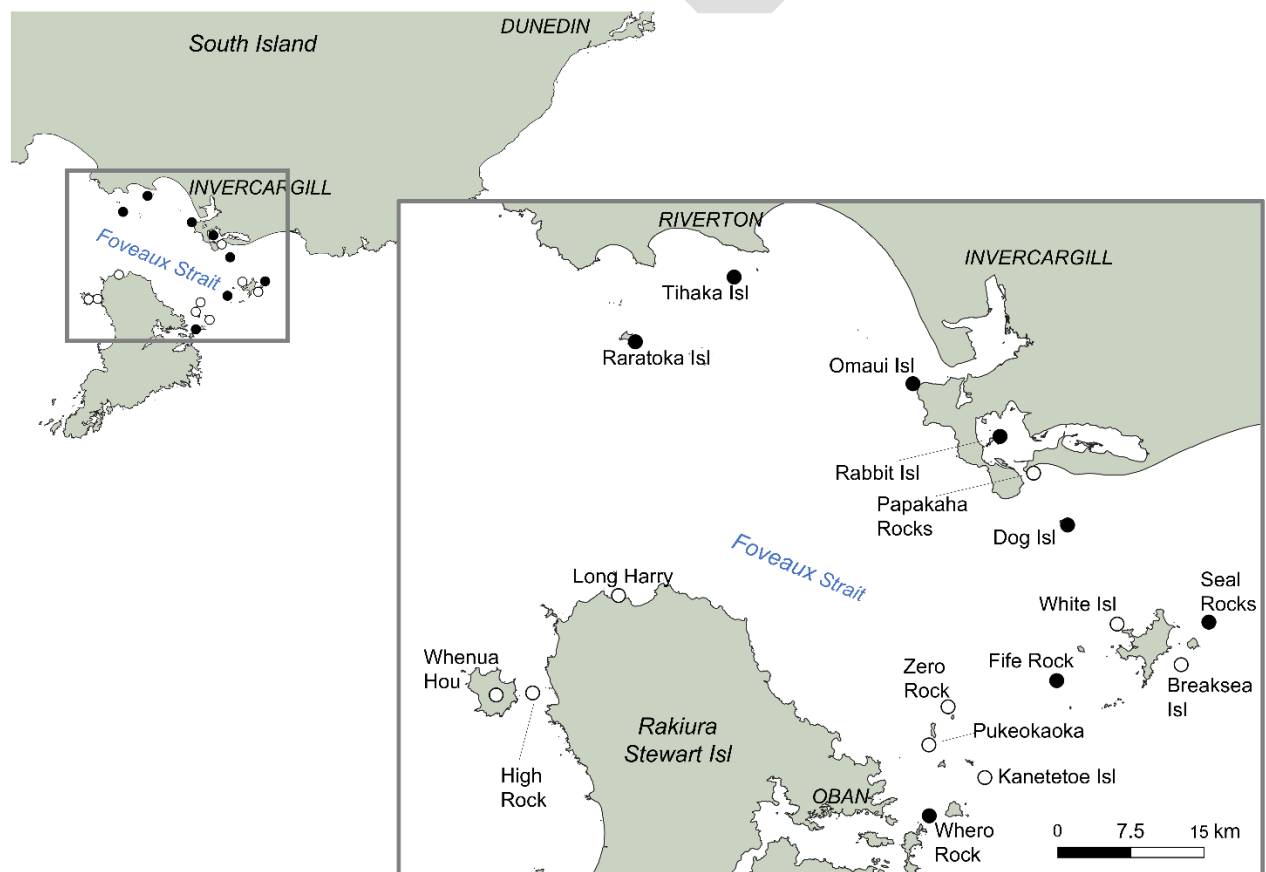 DUNEDIN
South Island
INVERCARGILL
Foveaux Strait
RIVERTON
INVERCARGILL
Tihaka Isl
Raratoka Isl
Omaui Isl
Rabbit Isl
Papakaha
Rocks
Dog Isl
Foveaux Strait
Long Harry
White Isl
Seal
Rocks
Whenua
Hou
Zero
Rock
Fife Rock
Breaksea
Isl
Rakiura
Stewart Isl
Pukeokaoka
High
Rock
Kanetetoe Isl
OBAN
Whero
Rock
0 7.5 15 km